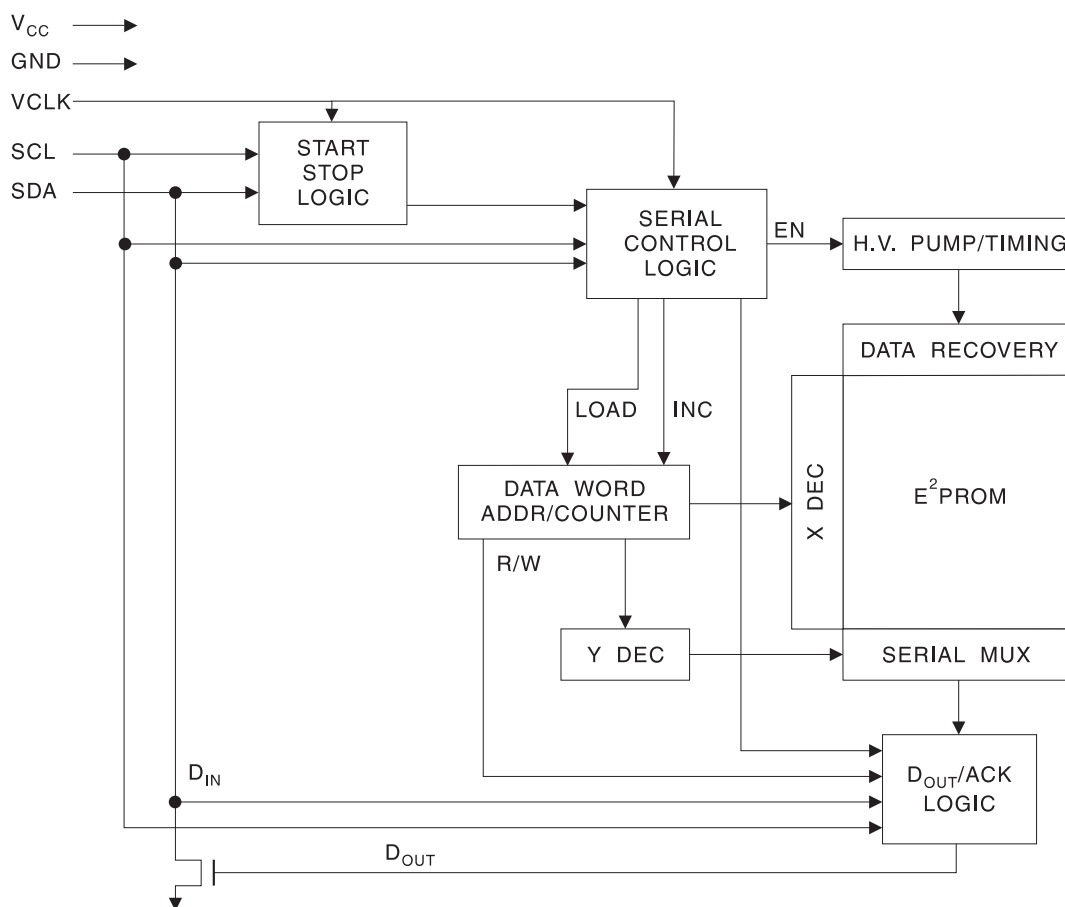 VCC
GND
VCLK
SCL
SDA
START
STOP
LOGIC
SERIAL
CONTROL
LOGIC
EN
H.V. PUMP/TIMING
DATA RECOVERY
LOAD
INC
DATA WORD
ADDR/COUNTER
X DEC
E²PROM
R/W
Y DEC
SERIAL MUX
DIN
DOUT/ACK
LOGIC
DOUT